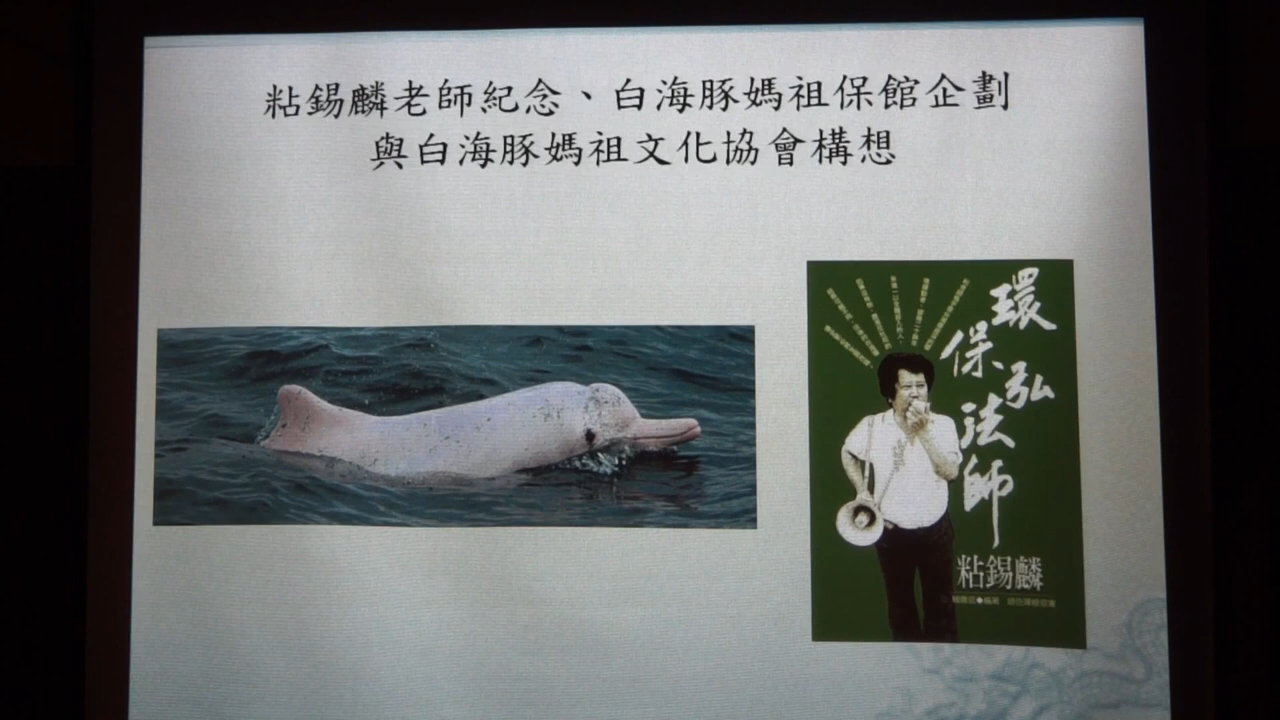 粘錫麟老師紀念、白海豚媽祖保館企劃
與白海豚媽祖文化協會構想
環保弘法師
粘錫麟